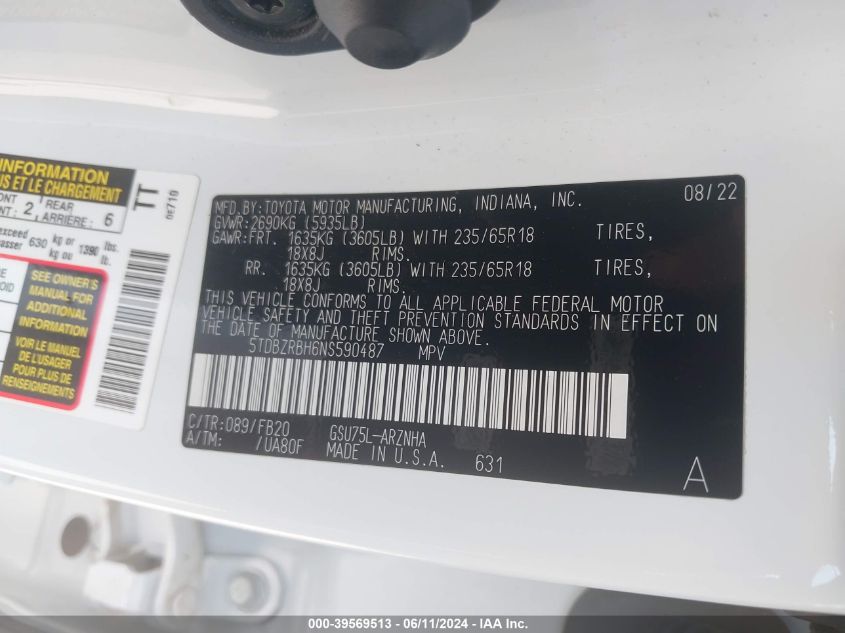 INFORMATION
US ET LE CHARGEMENT
ONT 2 REAR
NT: ARRIÈRE: 6
exceed 630 kg or 1390 lbs.
asser kg ou lb.
SEE OWNER'S
MANUAL FOR
ADDITIONAL
INFORMATION
VOIR LE MANUEL
DE L'USAGER
POUR PLUS DE
RENSEIGNEMENTS
TT
0E710
MFD.BY:TOYOTA MOTOR MANUFACTURING, INDIANA, INC. 08/22
GVWR:2690KG (5935LB)
GAWR:FRT. 1635KG (3605LB) WITH 235/65R18 TIRES,
18X8J RIMS.
RR. 1635KG (3605LB) WITH 235/65R18 TIRES,
18X8J RIMS.
THIS VEHICLE CONFORMS TO ALL APPLICABLE FEDERAL MOTOR
VEHICLE SAFETY AND THEFT PREVENTION STANDARDS IN EFFECT ON
THE DATE OF MANUFACTURE SHOWN ABOVE.
5TDBZRBH6NS590487 MPV
C/TR:089/FB20 GSU75L-ARZNHA
A/TM: /UA80F MADE IN U.S.A. 631
A
000-39569513 - 06/11/2024 - IAA Inc.